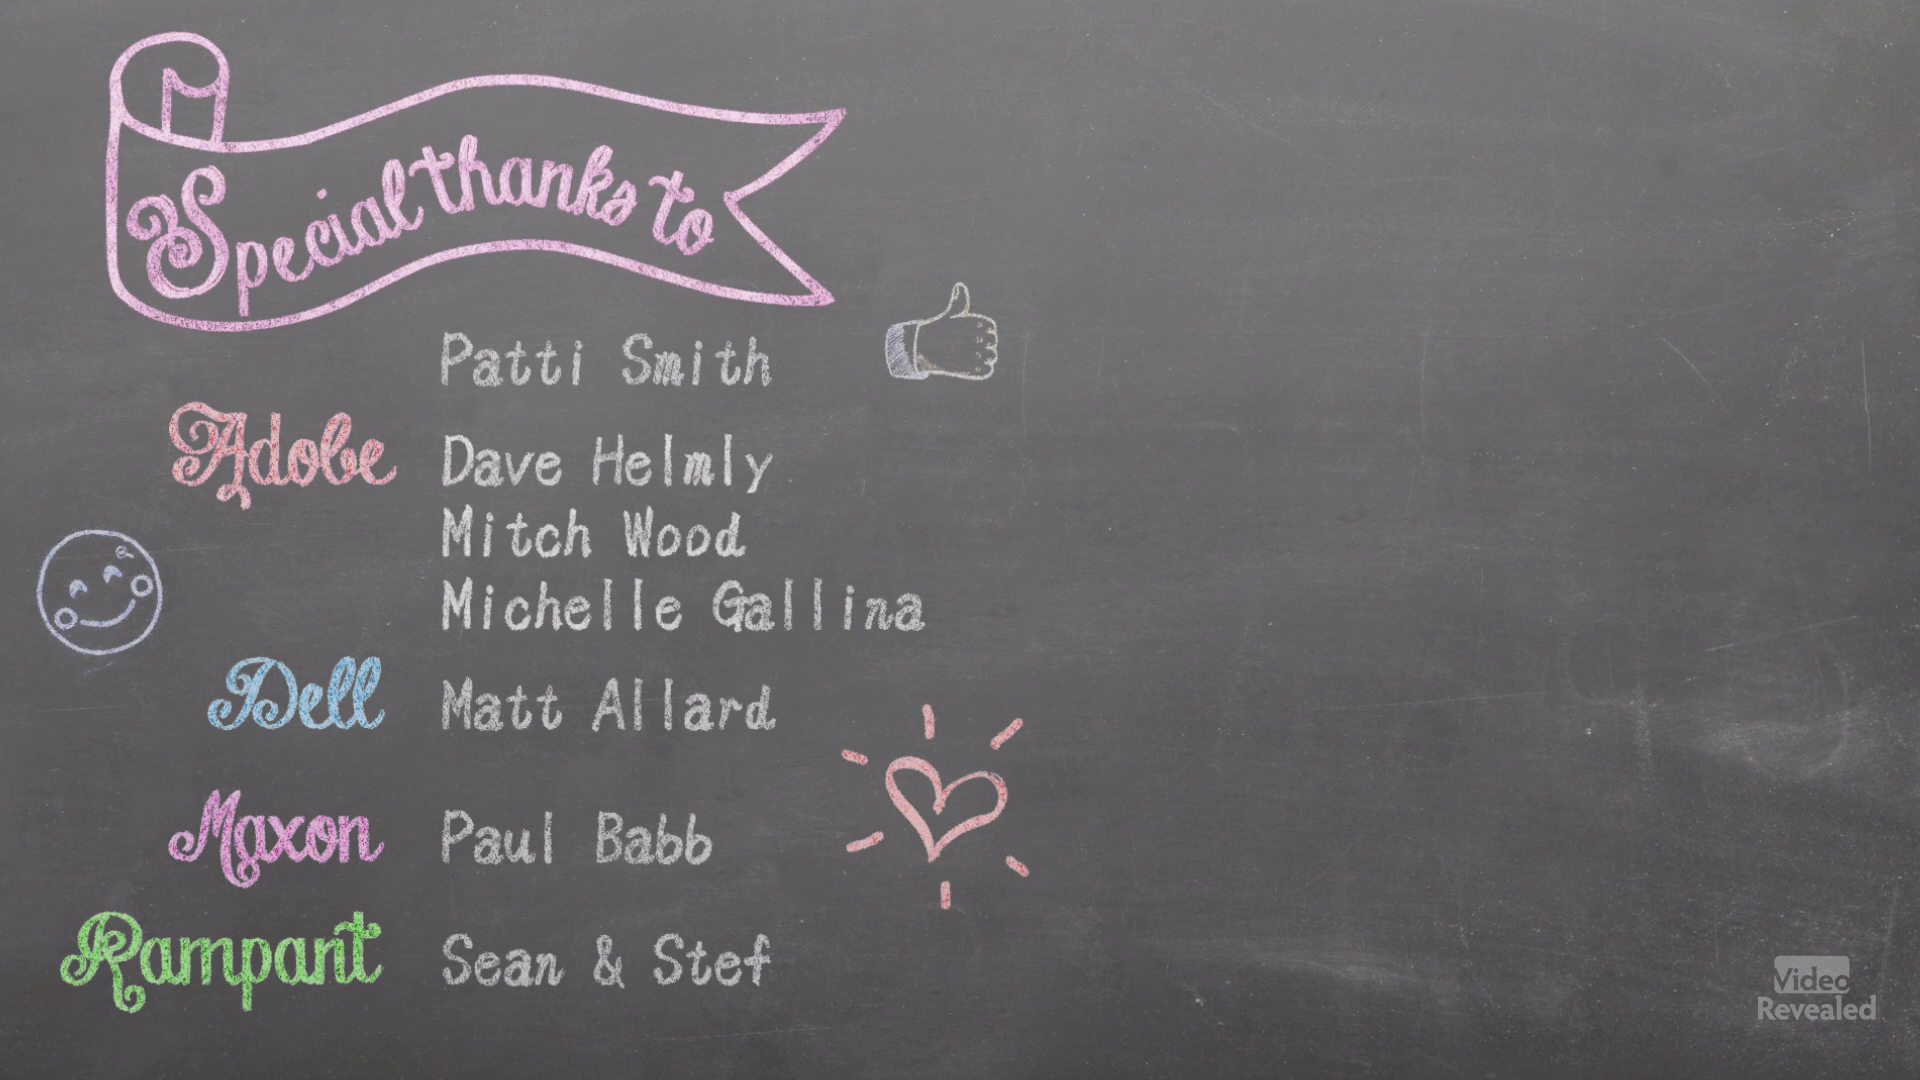 Special thanks to
Patti Smith
Adobe Dave Helmly
Mitch Wood
Michelle Gallina
Dell Matt Allard
Maxon Paul Babb
Rampant Sean & Stef
Video
Revealed